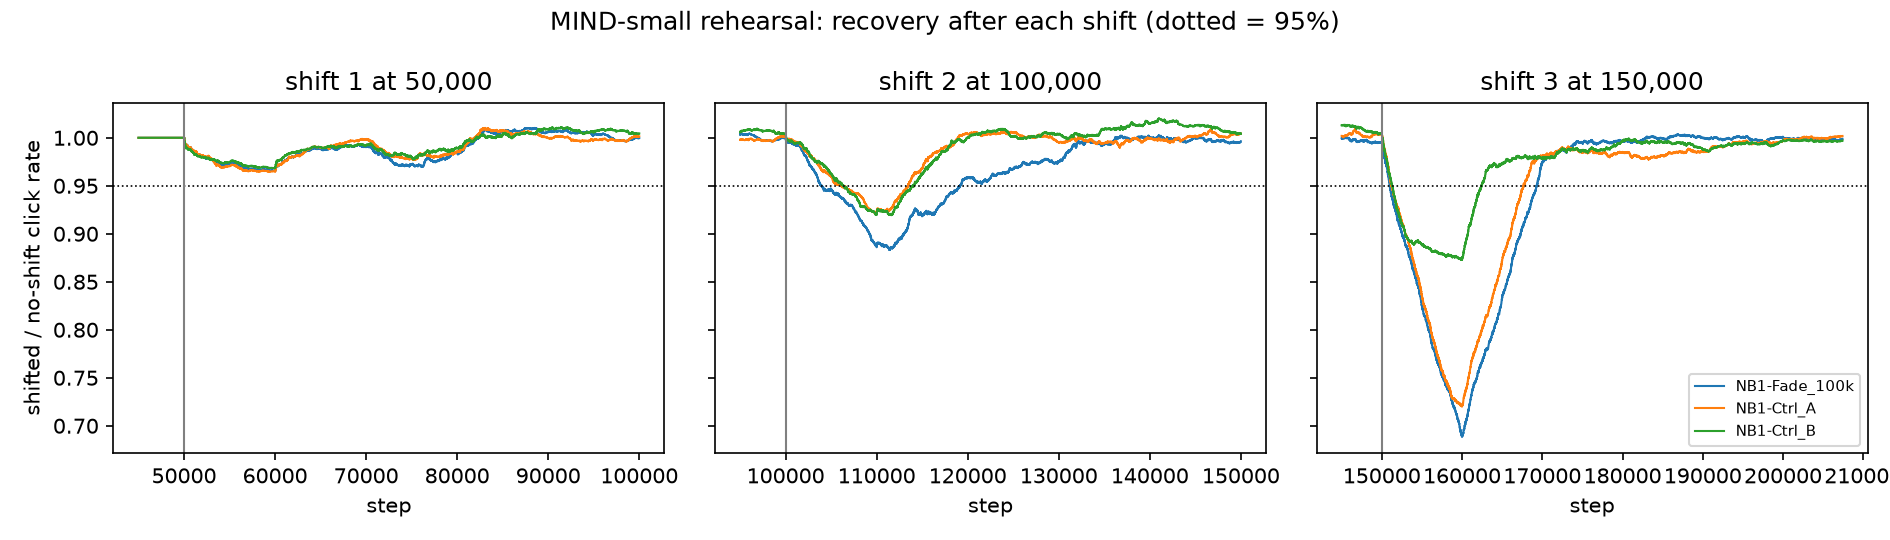 MIND-small rehearsal: recovery after each shift (dotted = 95%)
shift 1 at 50,000
shift 2 at 100,000
shift 3 at 150,000
shifted / no-shift click rate
1.00
0.95
0.90
0.85
0.80
0.75
0.70
50000 60000 70000 80000 90000 100000
100000 110000 120000 130000 140000 150000
150000 160000 170000 180000 190000 200000 21000
step
step
step
NB1-Fade_100k
NB1-Ctrl_A
NB1-Ctrl_B